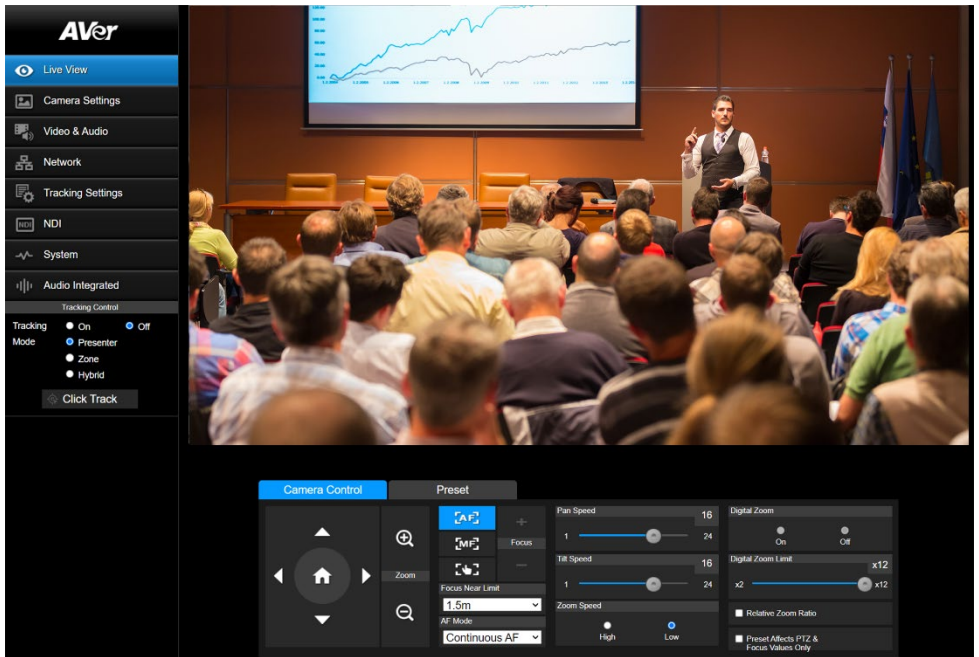 AVer
Live View
Camera Settings
Video & Audio
Network
Tracking Settings
NDI
NDI
System
Audio Integrated
Tracking Control
Tracking On Off
Mode Presenter
Zone
Hybrid
Click Track
Camera Control Preset
AF
MF
Focus
Zoom
Focus Near Limit
1.5m
AF Mode
Continuous AF
Pan Speed 16
1 24
Tilt Speed 16
1 24
Zoom Speed
High Low
Digital Zoom
On Off
Digital Zoom Limit x12
x2 x12
Relative Zoom Ratio
Preset Affects PTZ &
Focus Values Only